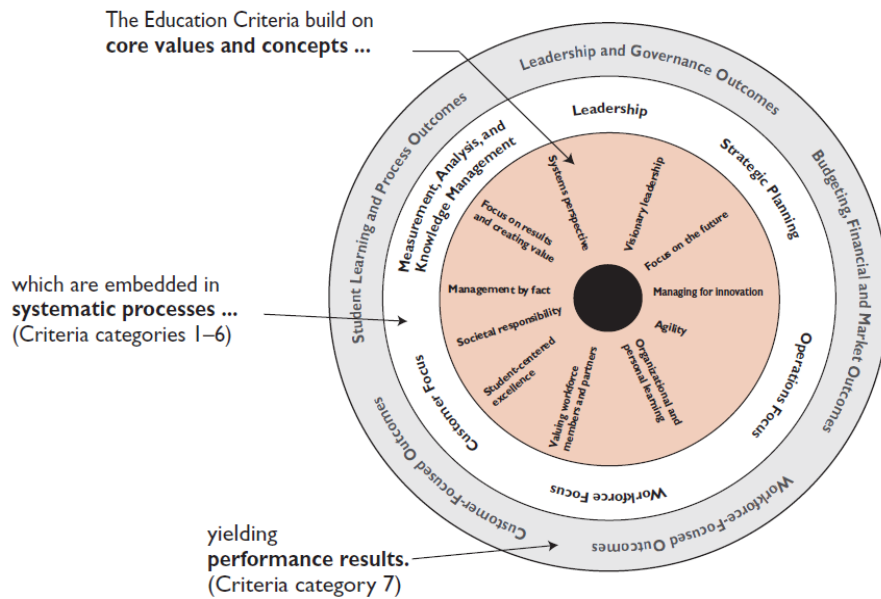 The Education Criteria build on
core values and concepts ...
which are embedded in
systematic processes ...
(Criteria categories 1–6)
yielding
performance results.
(Criteria category 7)
Leadership and Governance Outcomes
Budgeting, Financial and Market Outcomes
Workforce-Focused Outcomes
Customer-Focused Outcomes
Student Learning and Process Outcomes
Leadership
Strategic Planning
Operations Focus
Workforce Focus
Customer Focus
Measurement, Analysis, and
Knowledge Management
Systems perspective
Visionary leadership
Focus on the future
Managing for innovation
Agility
Organizational and
personal learning
Valuing workforce
members and partners
Student-centered
excellence
Societal responsibility
Management by fact
Focus on results
and creating value